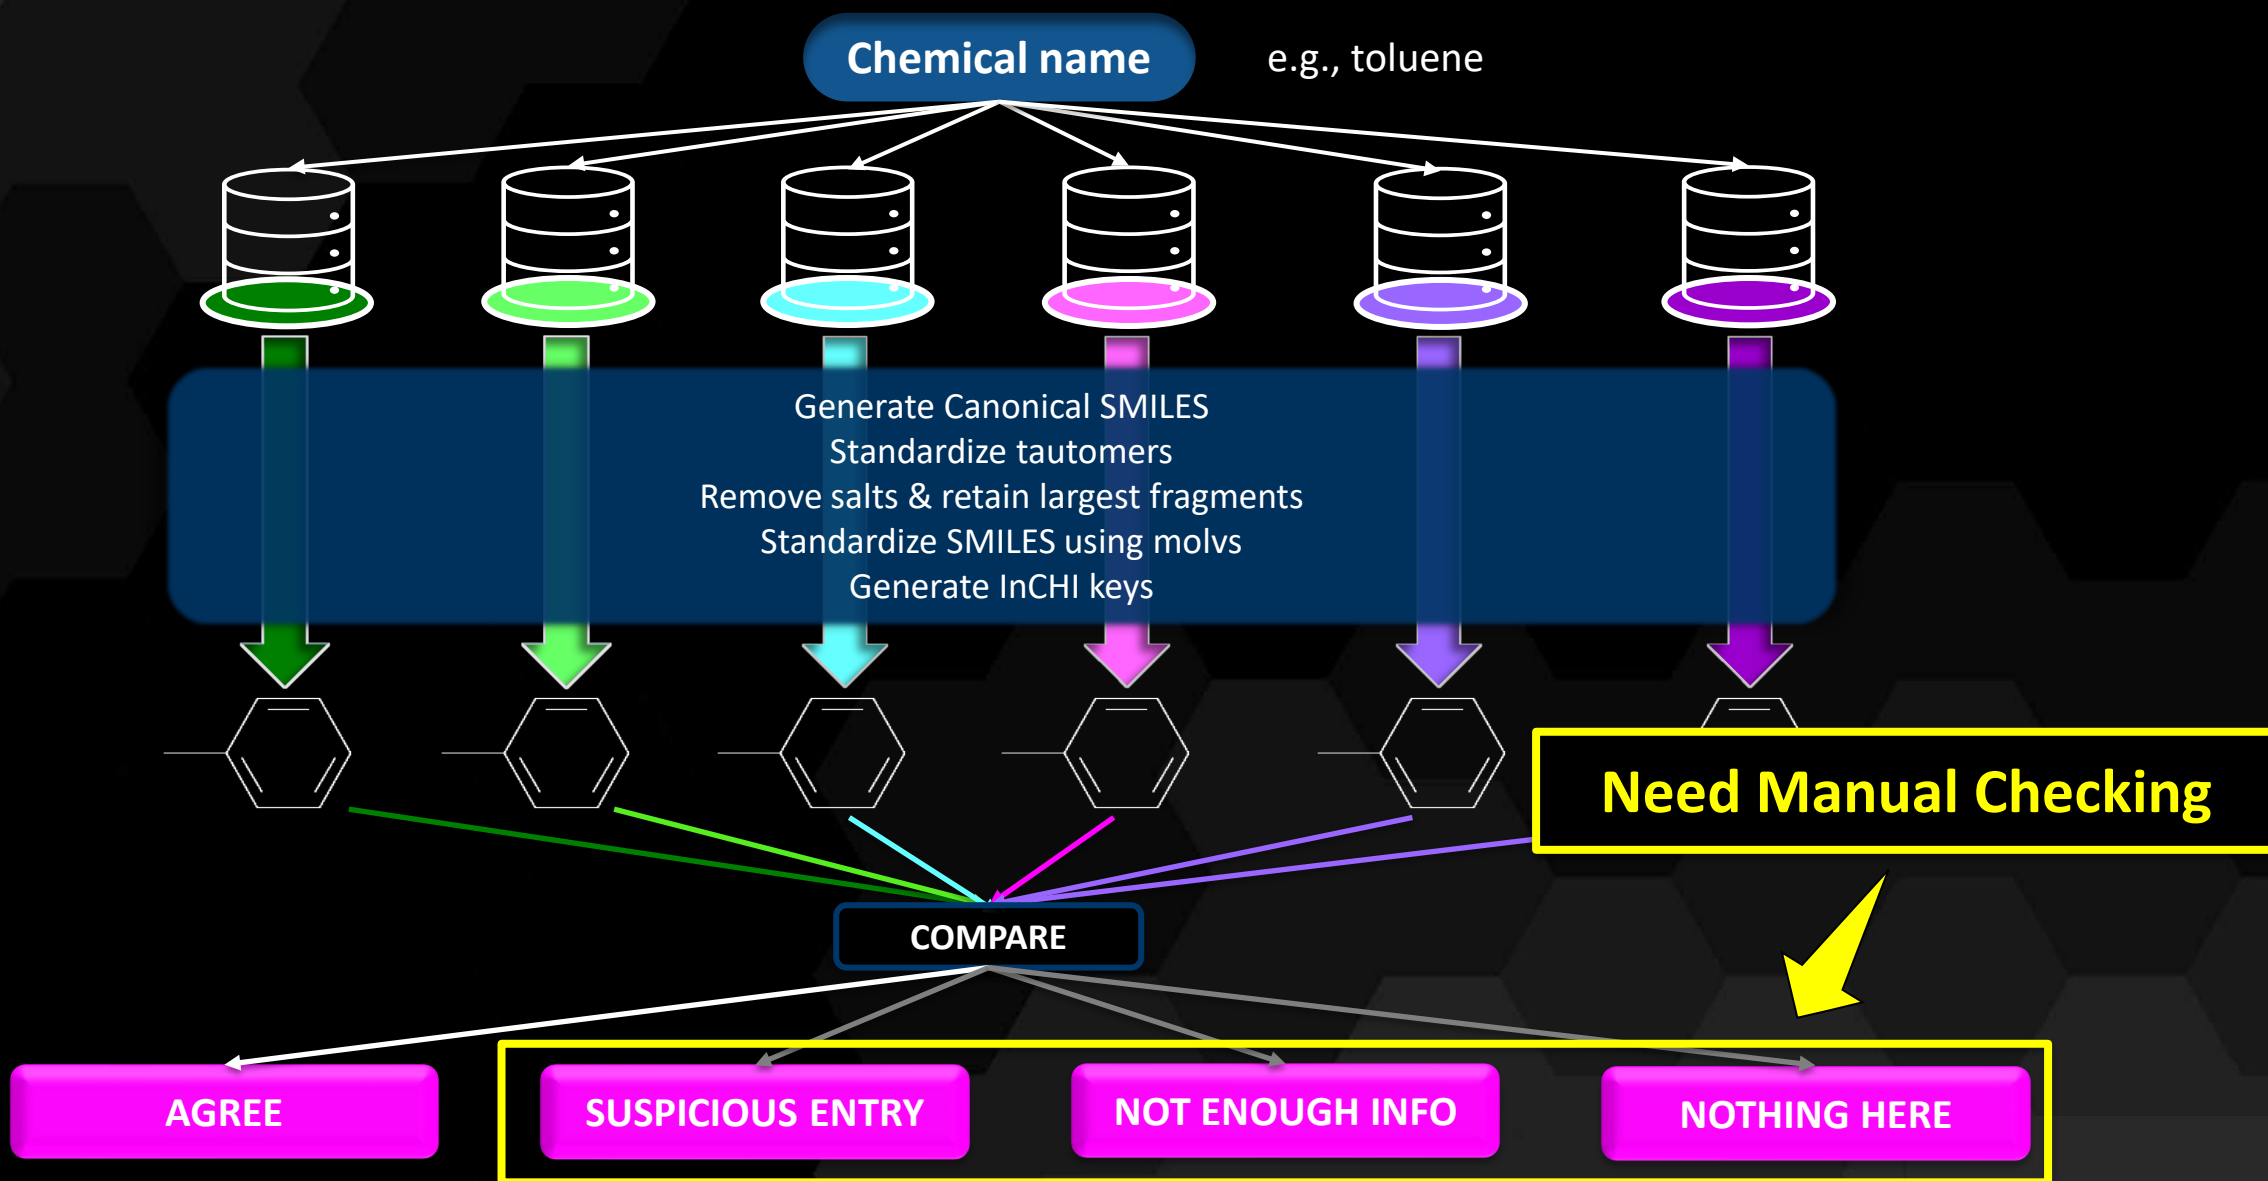 Chemical name
e.g., toluene
Generate Canonical SMILES
Standardize tautomers
Remove salts & retain largest fragments
Standardize SMILES using molvs
Generate InCHI keys
Need Manual Checking
COMPARE
AGREE
SUSPICIOUS ENTRY
NOT ENOUGH INFO
NOTHING HERE